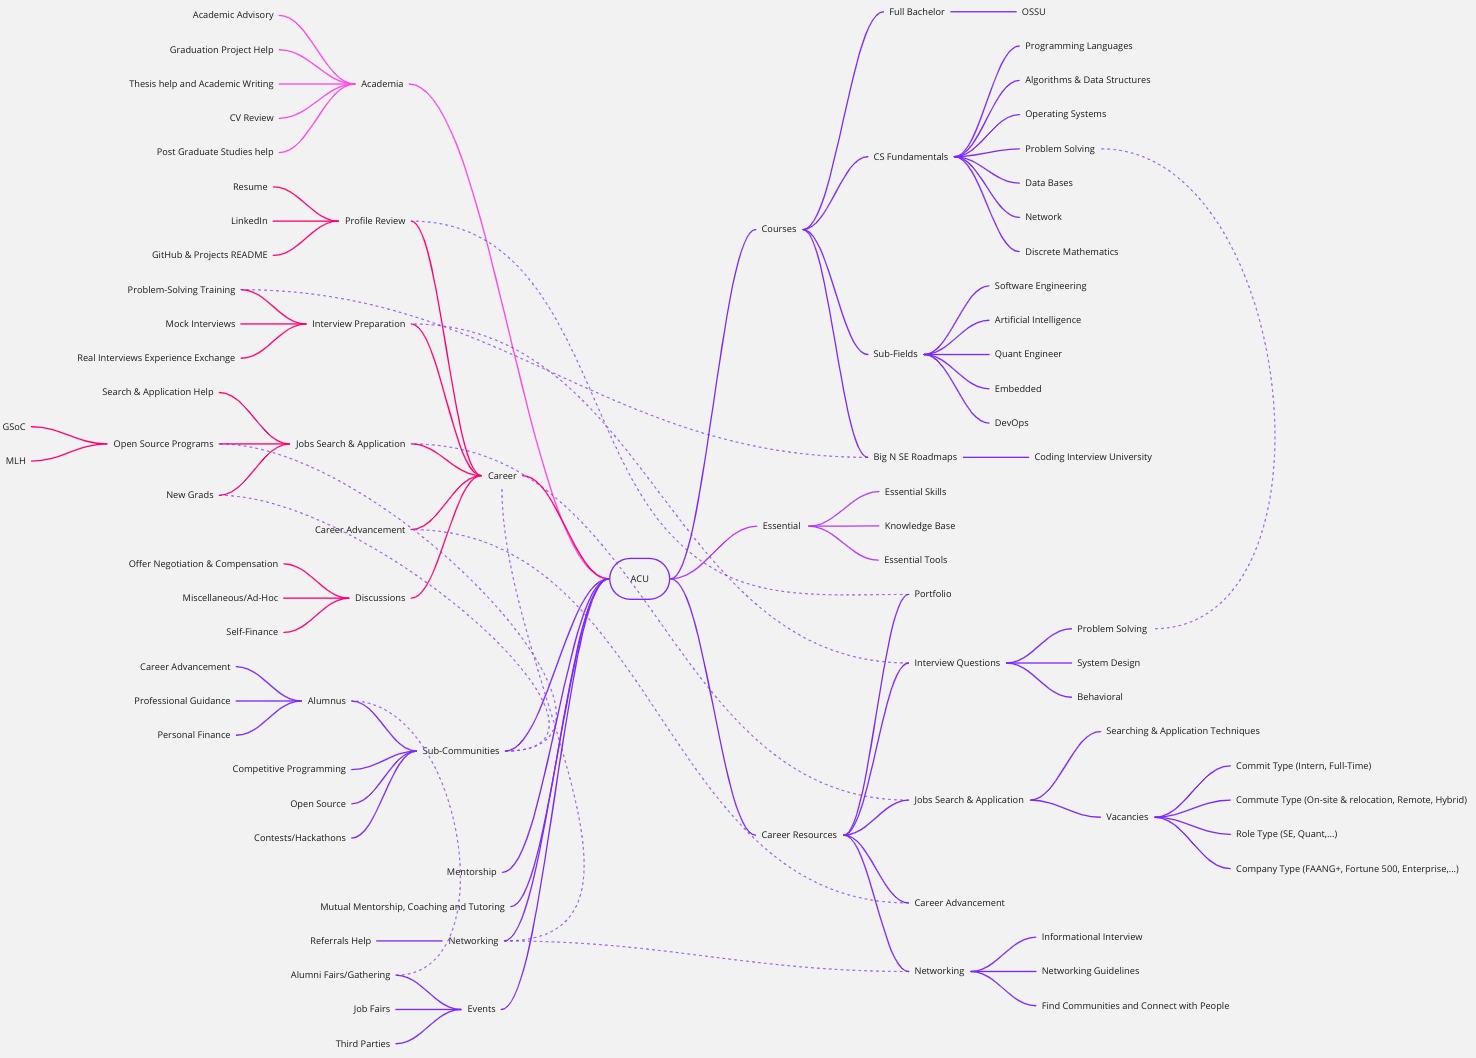 Academic Advisory
Graduation Project Help
Thesis help and Academic Writing
CV Review
Post Graduate Studies help
Academia
Resume
LinkedIn
GitHub & Projects README
Profile Review
Problem-Solving Training
Mock Interviews
Real Interviews Experience Exchange
Interview Preparation
Search & Application Help
GSoC
MLH
Open Source Programs
New Grads
Jobs Search & Application
Career
Career Advancement
Offer Negotiation & Compensation
Miscellaneous/Ad-Hoc
Self-Finance
Discussions
Career Advancement
Professional Guidance
Personal Finance
Alumnus
Competitive Programming
Open Source
Contests/Hackathons
Sub-Communities
Mentorship
Mutual Mentorship, Coaching and Tutoring
Referrals Help
Networking
Alumni Fairs/Gathering
Job Fairs
Third Parties
Events
ACU
Courses
Full Bachelor
OSSU
CS Fundamentals
Programming Languages
Algorithms & Data Structures
Operating Systems
Problem Solving
Data Bases
Network
Discrete Mathematics
Sub-Fields
Software Engineering
Artificial Intelligence
Quant Engineer
Embedded
DevOps
Big N SE Roadmaps
Coding Interview University
Essential
Essential Skills
Knowledge Base
Essential Tools
Career Resources
Portfolio
Interview Questions
Problem Solving
System Design
Behavioral
Jobs Search & Application
Searching & Application Techniques
Vacancies
Commit Type (Intern, Full-Time)
Commute Type (On-site & relocation, Remote, Hybrid)
Role Type (SE, Quant,...)
Company Type (FAANG+, Fortune 500, Enterprise,...)
Career Advancement
Networking
Informational Interview
Networking Guidelines
Find Communities and Connect with People